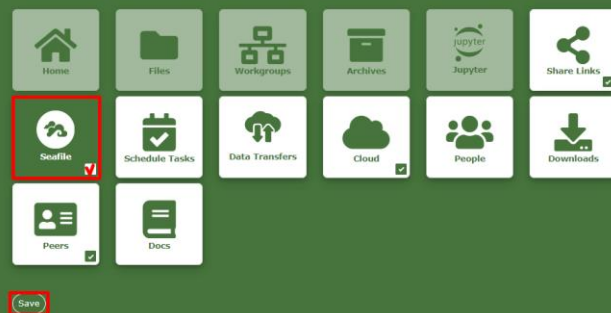 Home
Files
Workgroups
Archives
jupyter
Jupyter
Share Links
Seafile
Schedule Tasks
Data Transfers
Cloud
People
Downloads
Peers
Docs
Save